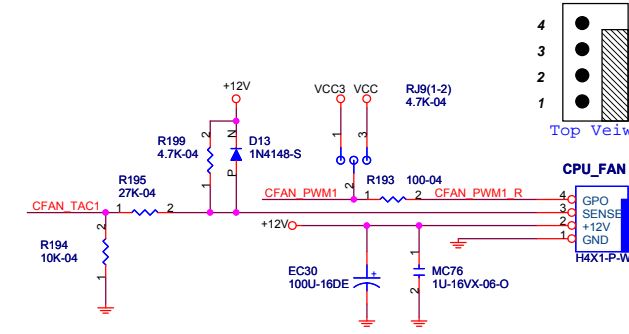 4
3
2
1
Top Veiw
+12V
VCC3
VCC
RJ9(1-2)
4.7K-04
R199
4.7K-04
2
1
N
P
D13
1N4148-S
1
3
2
CPU_FAN
R195
27K-04
CFAN_PWM1
R193
100-04
1
2
CFAN_PWM1_R
4
GPO
CFAN_TAC1
1
2
3
SENSE
+12V
2
+12V
1
GND
H4X1-P-W
R194
10K-04
2
1
EC30
100U-16DE
+
1
2
MC76
1U-16VX-06-O